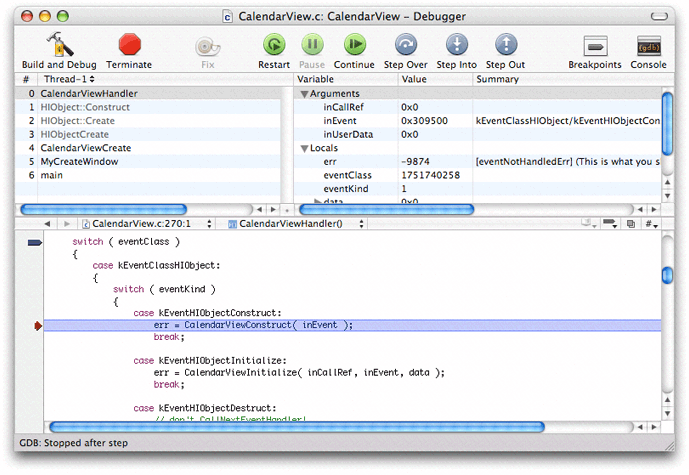 CalendarView.c: CalendarView – Debugger
Build and Debug Terminate Fix Restart Pause Continue Step Over Step Into Step Out Breakpoints Console
# Thread-1 Variable Value Summary
0 CalendarViewHandler Arguments
1 HIObject::Construct inCallRef 0x0
2 HIObject::Create inEvent 0x309500 kEventClassHIObject/kEventHIObjectCon
3 HIObjectCreate inUserData 0x0
4 CalendarViewCreate Locals
5 MyCreateWindow err -9874 [eventNotHandledErr] (This is what you s
6 main eventClass 1751740258
eventKind 1
data 0x0
CalendarView.c:270:1 CalendarViewHandler() #
switch ( eventClass )
{
case kEventClassHIObject:
{
switch ( eventKind )
{
case kEventHIObjectConstruct:
err = CalendarViewConstruct( inEvent );
break;
case kEventHIObjectInitialize:
err = CalendarViewInitialize( inCallRef, inEvent, data );
break;
case kEventHIObjectDestruct:
// don't CallNextEventHandler!
GDB: Stopped after step